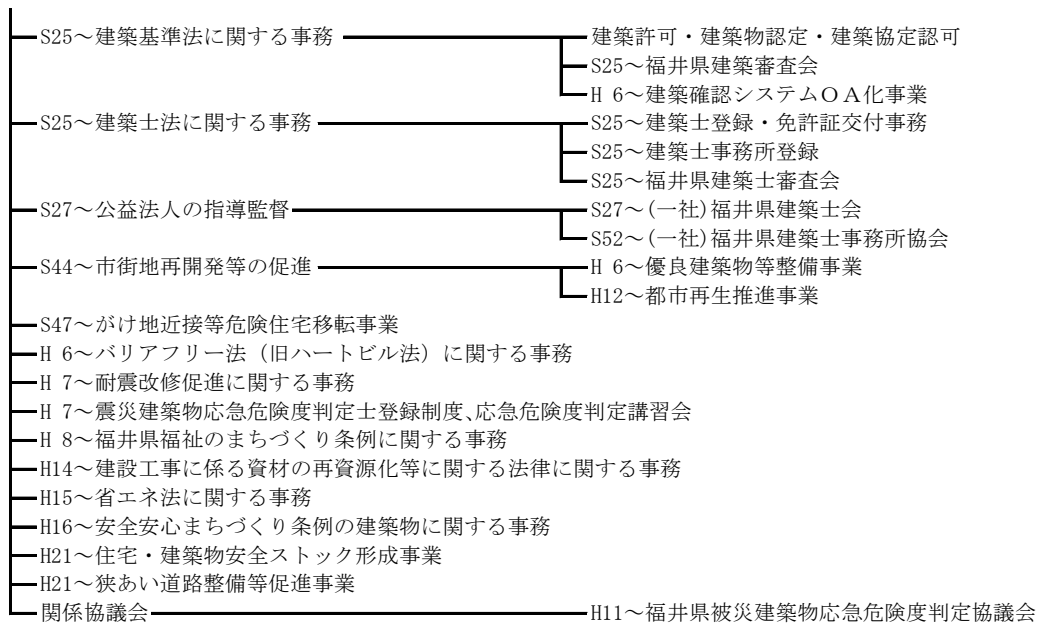 S25～建築基準法に関する事務 建築許可・建築物認定・建築協定認可
S25～福井県建築審査会
H 6～建築確認システムＯＡ化事業
S25～建築士法に関する事務 S25～建築士登録・免許証交付事務
S25～建築士事務所登録
S25～福井県建築士審査会
S27～公益法人の指導監督 S27～(一社)福井県建築士会
S52～(一社)福井県建築士事務所協会
S44～市街地再開発等の促進 H 6～優良建築物等整備事業
H12～都市再生推進事業
S47～がけ地近接等危険住宅移転事業
H 6～バリアフリー法（旧ハートビル法）に関する事務
H 7～耐震改修促進に関する事務
H 7～震災建築物応急危険度判定士登録制度、応急危険度判定講習会
H 8～福井県福祉のまちづくり条例に関する事務
H14～建設工事に係る資材の再資源化等に関する法律に関する事務
H15～省エネ法に関する事務
H16～安全安心まちづくり条例の建築物に関する事務
H21～住宅・建築物安全ストック形成事業
H21～狭あい道路整備等促進事業
関係協議会 H11～福井県被災建築物応急危険度判定協議会